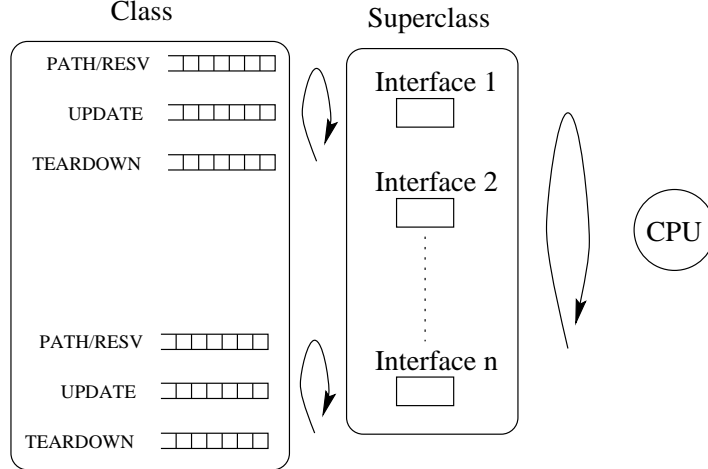 Class
Superclass
PATH/RESV
UPDATE
TEARDOWN
PATH/RESV
UPDATE
TEARDOWN
Interface 1
Interface 2
Interface n
CPU